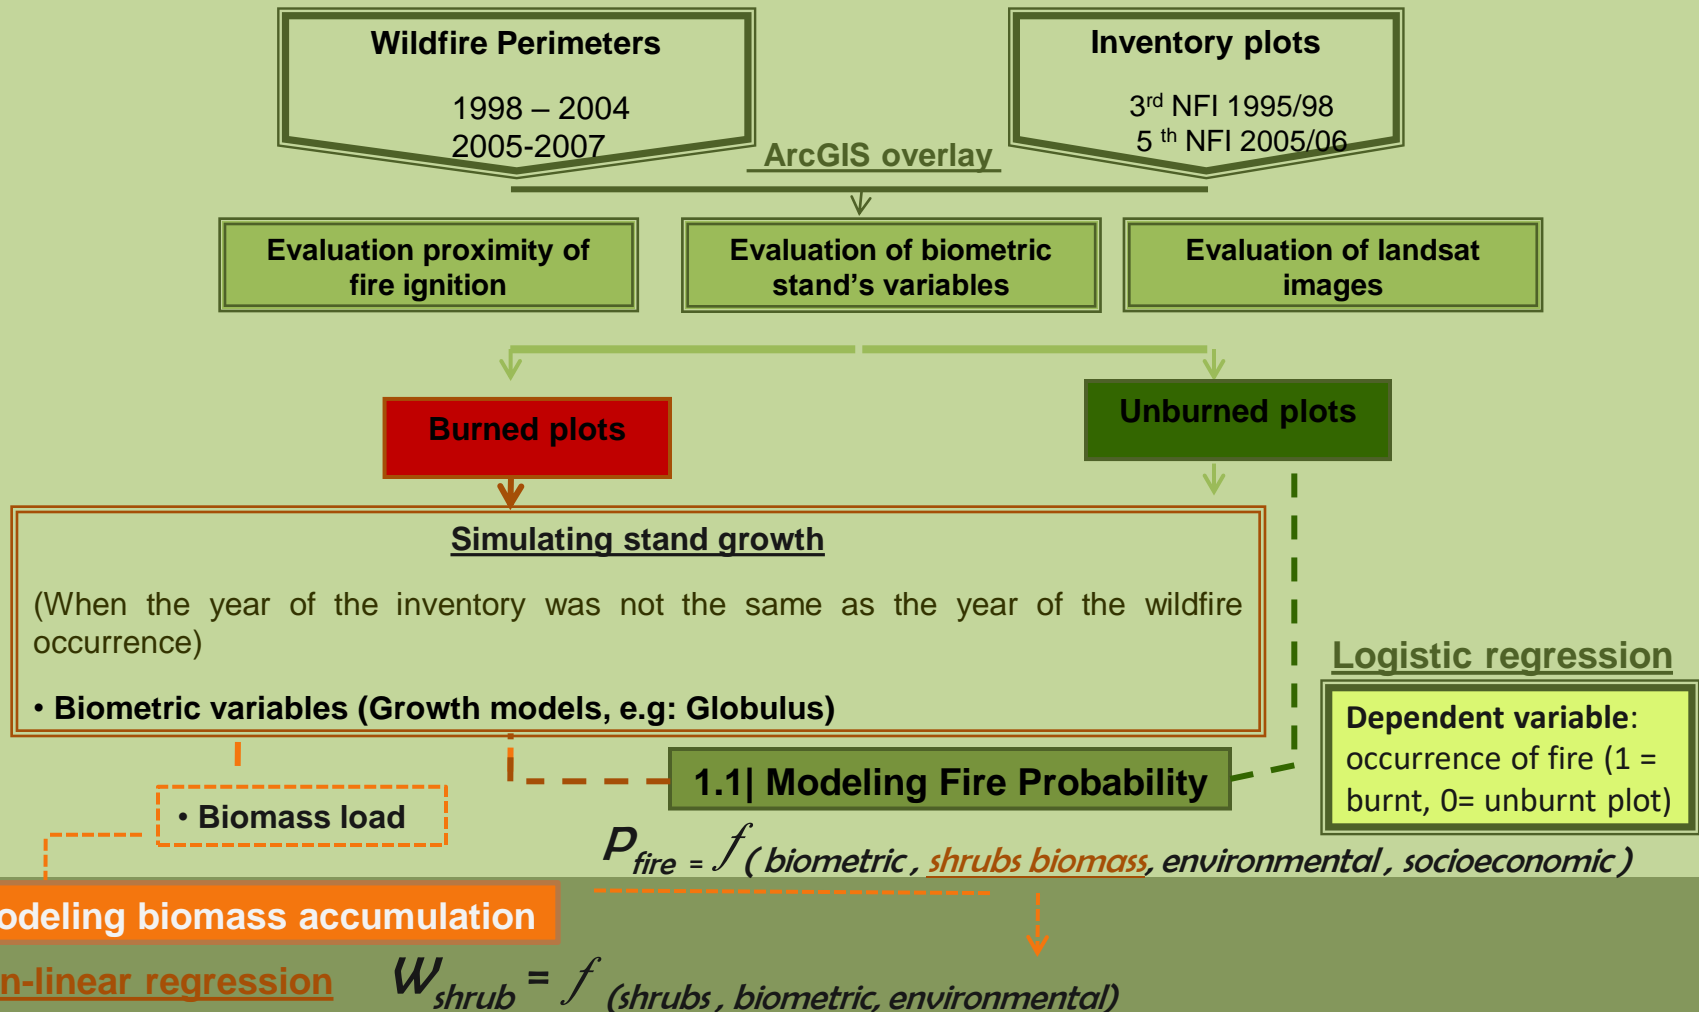 Wildfire Perimeters
1998 – 2004
2005-2007
Inventory plots
3rd NFI 1995/98
5 th NFI 2005/06
ArcGIS overlay
Evaluation proximity of
fire ignition
Evaluation of biometric
stand's variables
Evaluation of landsat
images
Burned plots
Unburned plots
Simulating stand growth
(When the year of the inventory was not the same as the year of the wildfire
occurrence)
• Biometric variables (Growth models, e.g: Globulus)
Logistic regression
Dependent variable:
occurrence of fire (1 =
burnt, 0= unburnt plot)
1.1| Modeling Fire Probability
• Biomass load
Pfire = f ( biometric , shrubs biomass, environmental , socioeconomic )
odeling biomass accumulation
n-linear regression
Wshrub = f (shrubs , biometric, environmental)